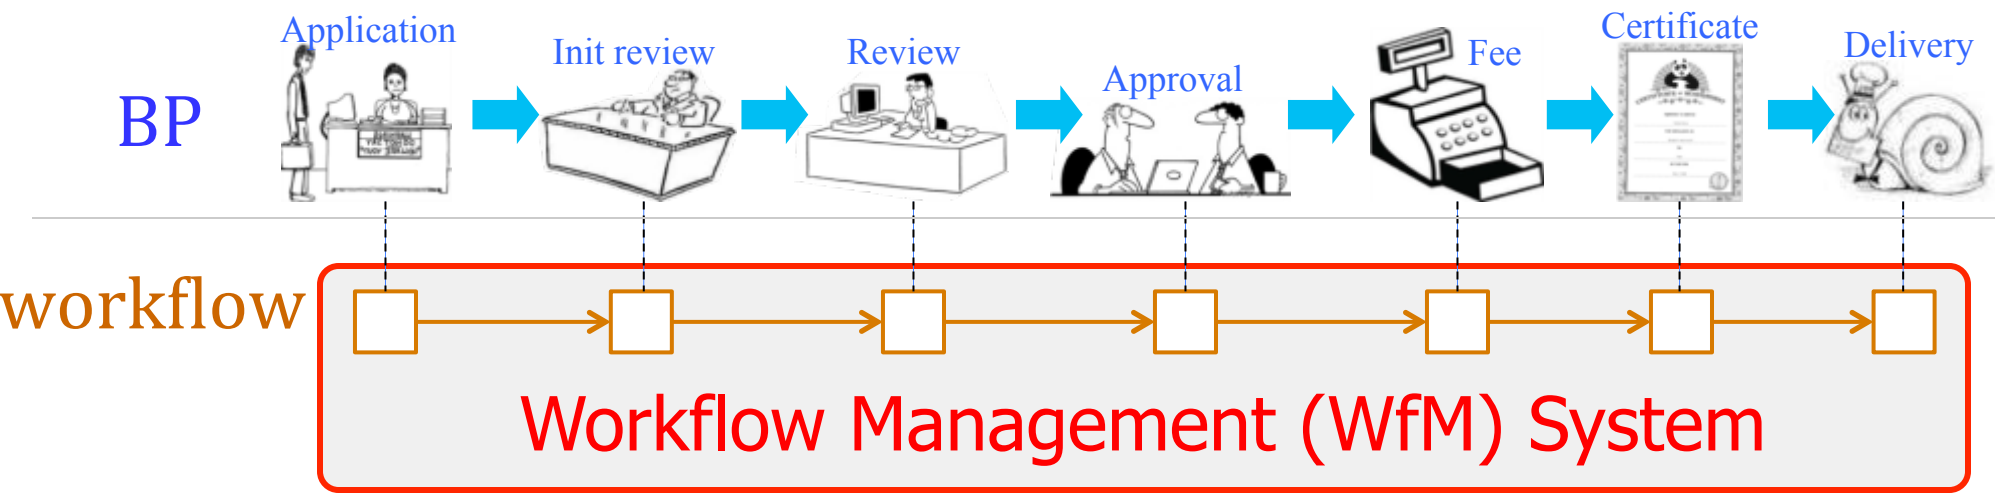 Application
Init review
Review
Approval
Fee
Certificate
Delivery
BP
workflow
Workflow Management (WfM) System